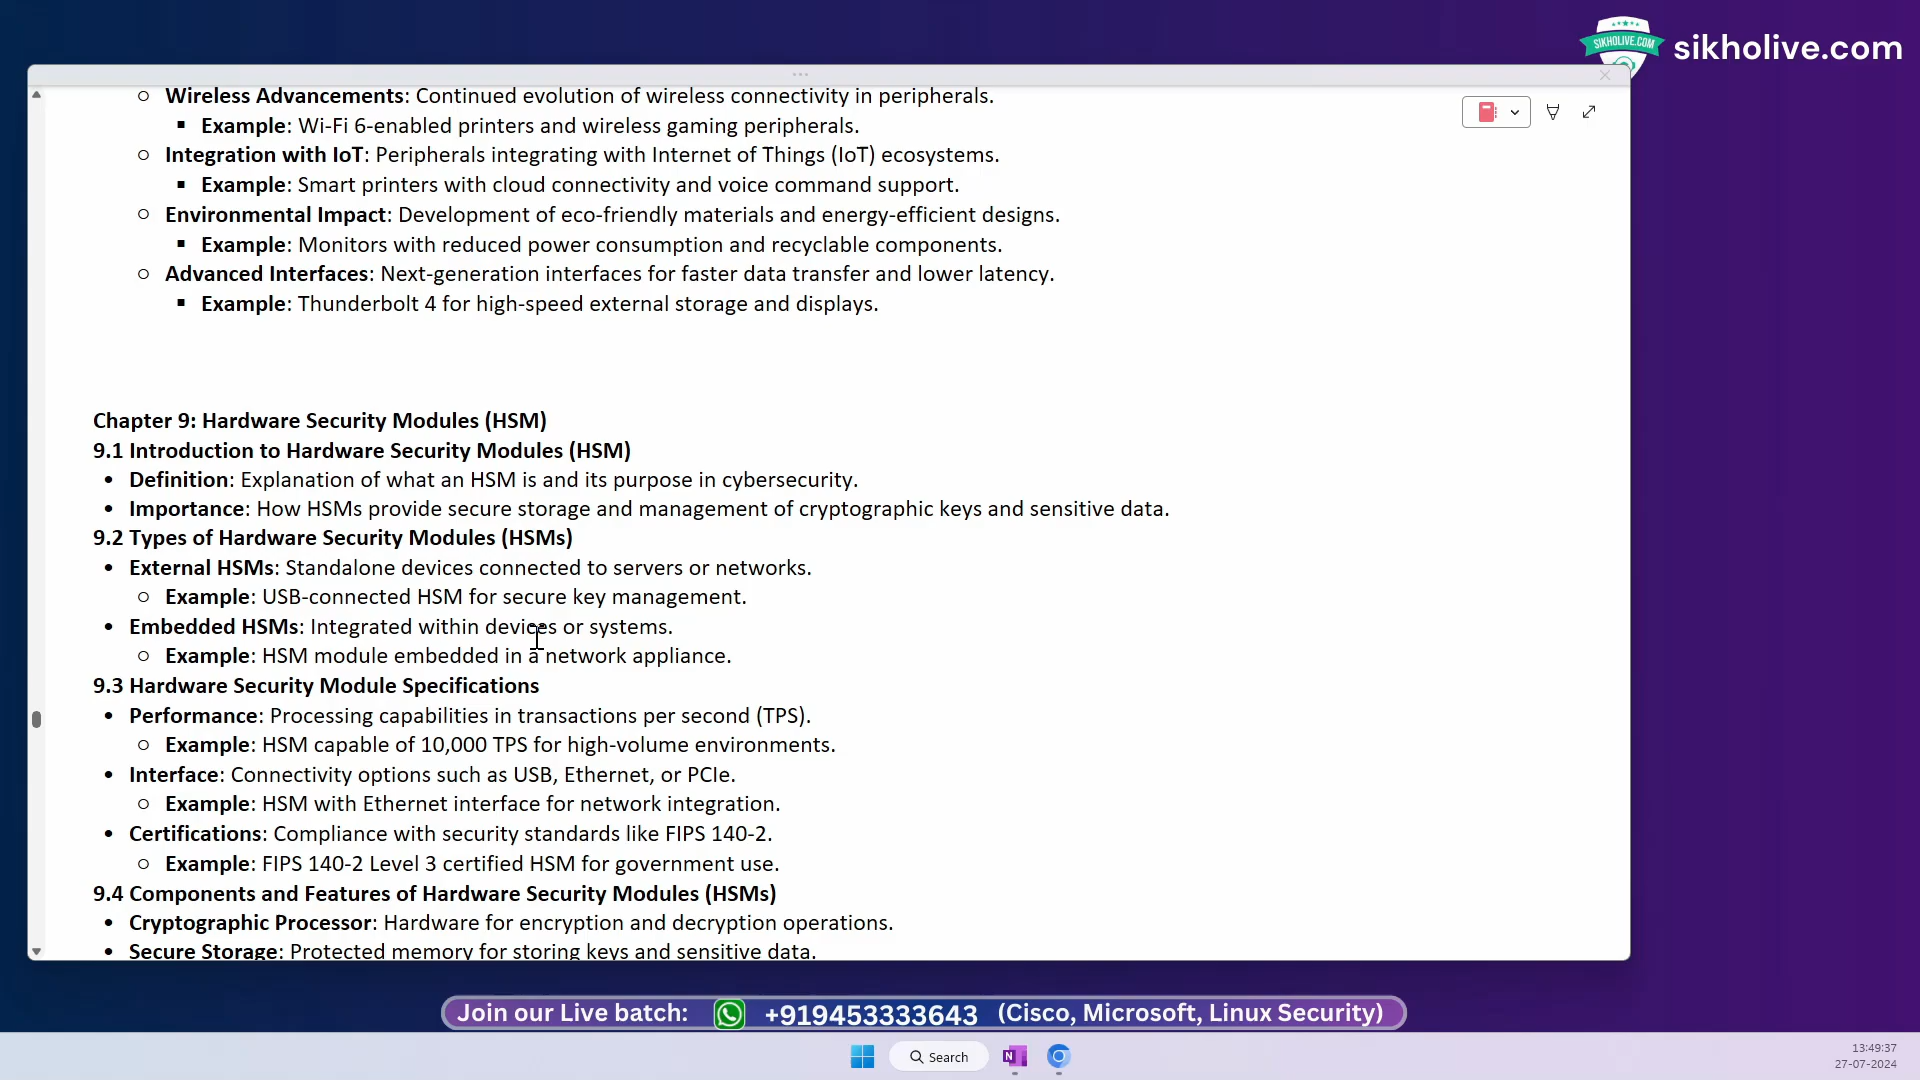 SIKHOLIVE.COM
sikholive.com
○ Wireless Advancements: Continued evolution of wireless connectivity in peripherals.
▪ Example: Wi-Fi 6-enabled printers and wireless gaming peripherals.
○ Integration with IoT: Peripherals integrating with Internet of Things (IoT) ecosystems.
▪ Example: Smart printers with cloud connectivity and voice command support.
○ Environmental Impact: Development of eco-friendly materials and energy-efficient designs.
▪ Example: Monitors with reduced power consumption and recyclable components.
○ Advanced Interfaces: Next-generation interfaces for faster data transfer and lower latency.
▪ Example: Thunderbolt 4 for high-speed external storage and displays.
Chapter 9: Hardware Security Modules (HSM)
9.1 Introduction to Hardware Security Modules (HSM)
• Definition: Explanation of what an HSM is and its purpose in cybersecurity.
• Importance: How HSMs provide secure storage and management of cryptographic keys and sensitive data.
9.2 Types of Hardware Security Modules (HSMs)
• External HSMs: Standalone devices connected to servers or networks.
○ Example: USB-connected HSM for secure key management.
• Embedded HSMs: Integrated within devices or systems.
○ Example: HSM module embedded in a network appliance.
9.3 Hardware Security Module Specifications
• Performance: Processing capabilities in transactions per second (TPS).
○ Example: HSM capable of 10,000 TPS for high-volume environments.
• Interface: Connectivity options such as USB, Ethernet, or PCIe.
○ Example: HSM with Ethernet interface for network integration.
• Certifications: Compliance with security standards like FIPS 140-2.
○ Example: FIPS 140-2 Level 3 certified HSM for government use.
9.4 Components and Features of Hardware Security Modules (HSMs)
• Cryptographic Processor: Hardware for encryption and decryption operations.
• Secure Storage: Protected memory for storing keys and sensitive data.
Join our Live batch: +919453333643 (Cisco, Microsoft, Linux Security)
Search
13:49:37
27-07-2024